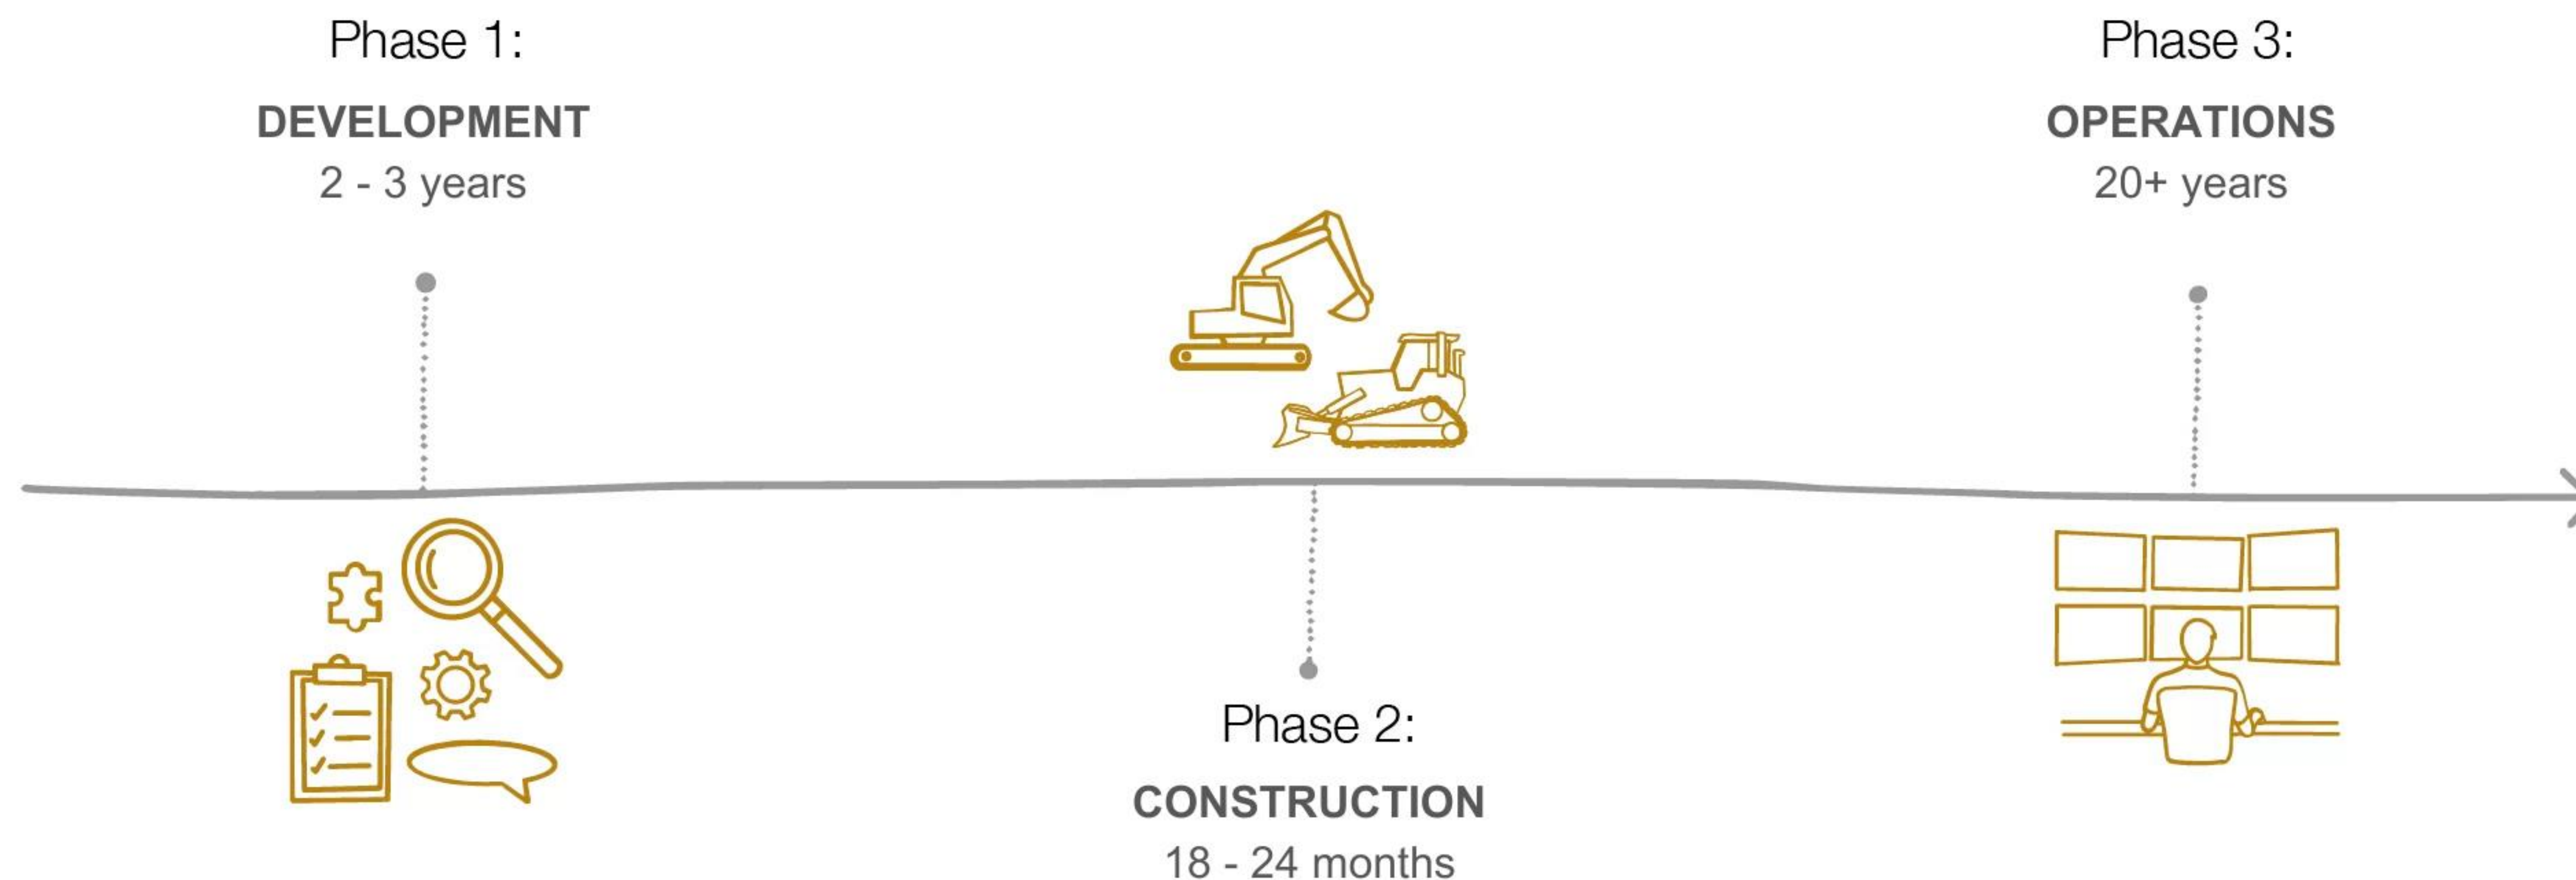 Phase 1:
DEVELOPMENT
2 - 3 years
Phase 2:
CONSTRUCTION
18 - 24 months
Phase 3:
OPERATIONS
20+ years